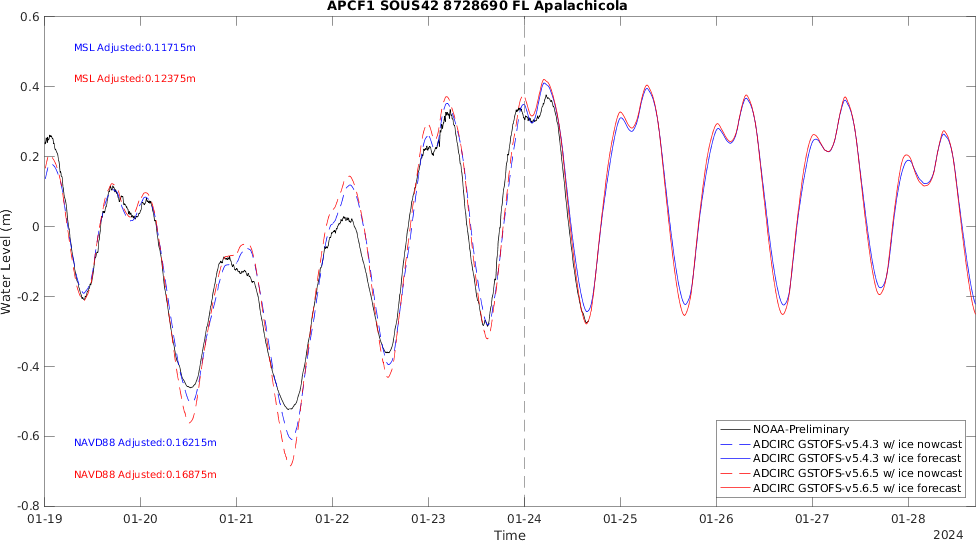 APCF1 SOUS42 8728690 FL Apalachicola
0.6
0.4
0.2
0
-0.2
-0.4
-0.6
-0.8
Water Level (m)
MSL Adjusted:0.11715m
MSL Adjusted:0.12375m
NAVD88 Adjusted:0.16215m
NAVD88 Adjusted:0.16875m
NOAA-Preliminary
ADCIRC GSTOFS-v5.4.3 w/ ice nowcast
ADCIRC GSTOFS-v5.4.3 w/ ice forecast
ADCIRC GSTOFS-v5.6.5 w/ ice nowcast
ADCIRC GSTOFS-v5.6.5 w/ ice forecast
01-19 01-20 01-21 01-22 01-23 01-24 01-25 01-26 01-27 01-28
Time
2024